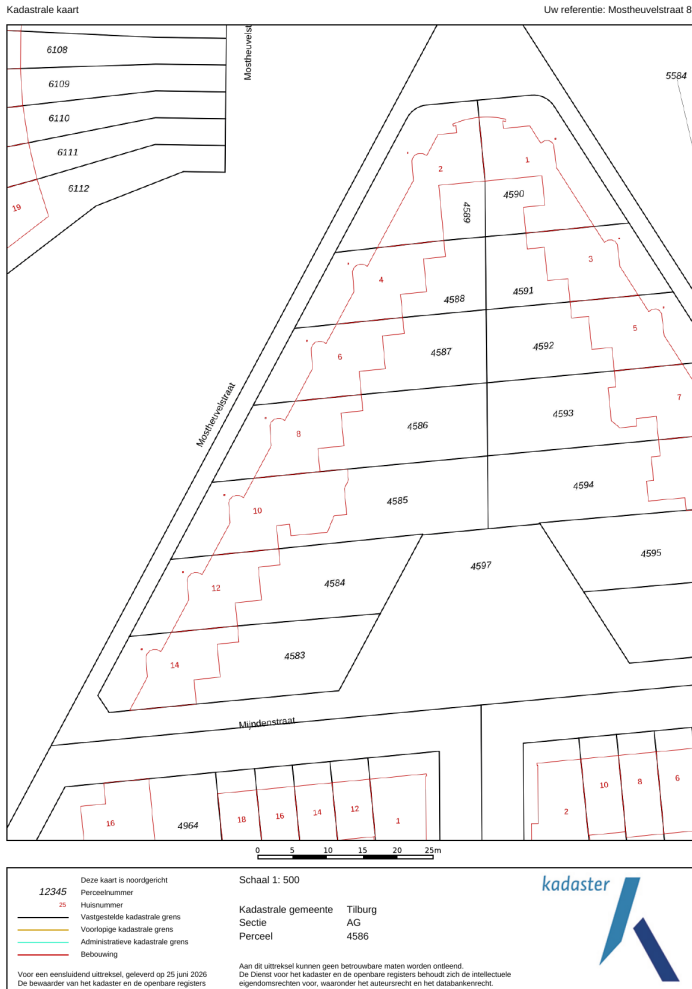 Kadastrale kaart
Uw referentie: Mostheuvelstraat 8
6108
Mostheuvelst
5584
6109
6110
6111
6112
19
2
1
4590
4589
4
3
4588
4591
6
5
4587
4592
7
Mostheuvelstraat
8
4586
4593
10
4585
4594
4595
12
4584
4597
14
4583
Mijndenstraat
16
4964
18
16
14
12
1
2
10
8
6
0 5 10 15 20 25m
Deze kaart is noordgericht
12345 Perceelnummer
25 Huisnummer
Vastgestelde kadastrale grens
Voorlopige kadastrale grens
Administratieve kadastrale grens
Bebouwing
Voor een eensluidend uittreksel, geleverd op 25 juni 2026
De bewaarder van het kadaster en de openbare registers
Schaal 1: 500
Kadastrale gemeente Tilburg
Sectie AG
Perceel 4586
Aan dit uittreksel kunnen geen betrouwbare maten worden ontleend.
De Dienst voor het kadaster en de openbare registers behoudt zich de intellectuele
eigendomsrechten voor, waaronder het auteursrecht en het databankenrecht.
kadaster